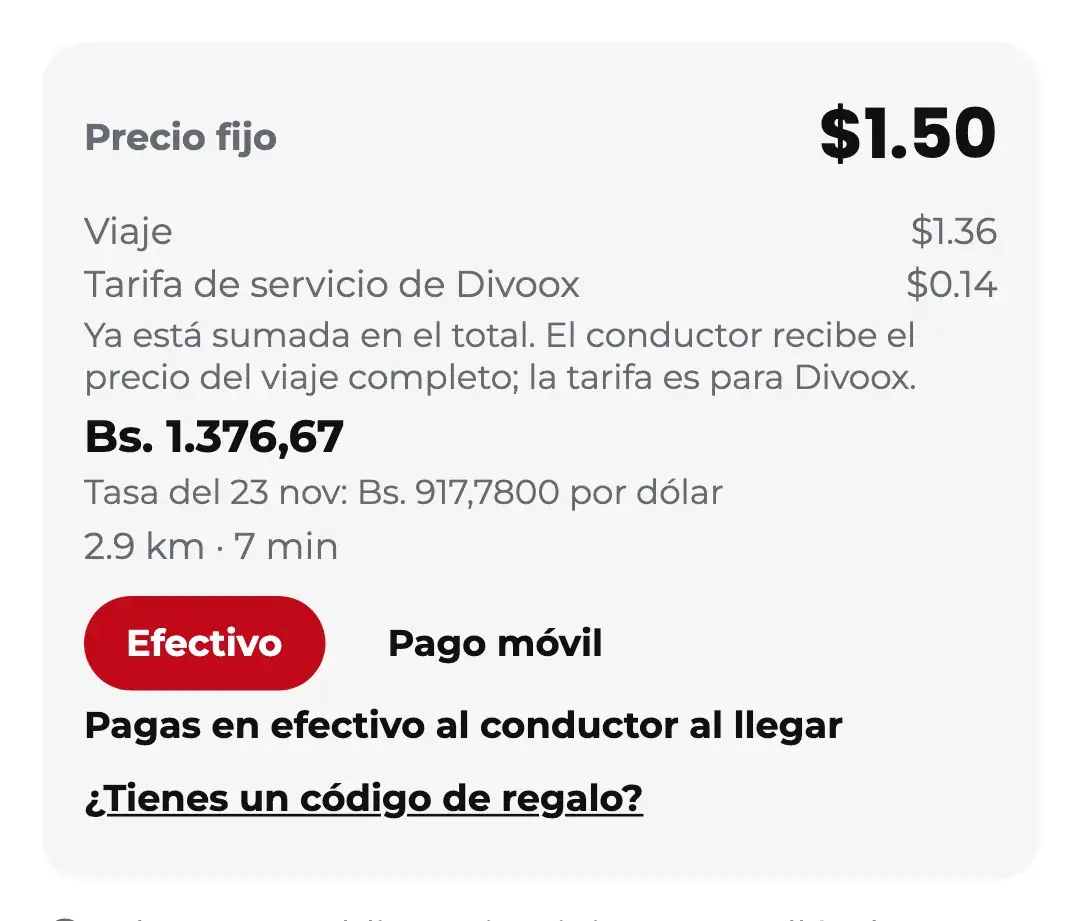 Precio fijo $1.50
Viaje $1.36
Tarifa de servicio de Divoox $0.14
Ya está sumada en el total. El conductor recibe el
precio del viaje completo; la tarifa es para Divoox.
Bs. 1.376,67
Tasa del 23 nov: Bs. 917,7800 por dólar
2.9 km · 7 min
Efectivo Pago móvil
Pagas en efectivo al conductor al llegar
¿Tienes un código de regalo?